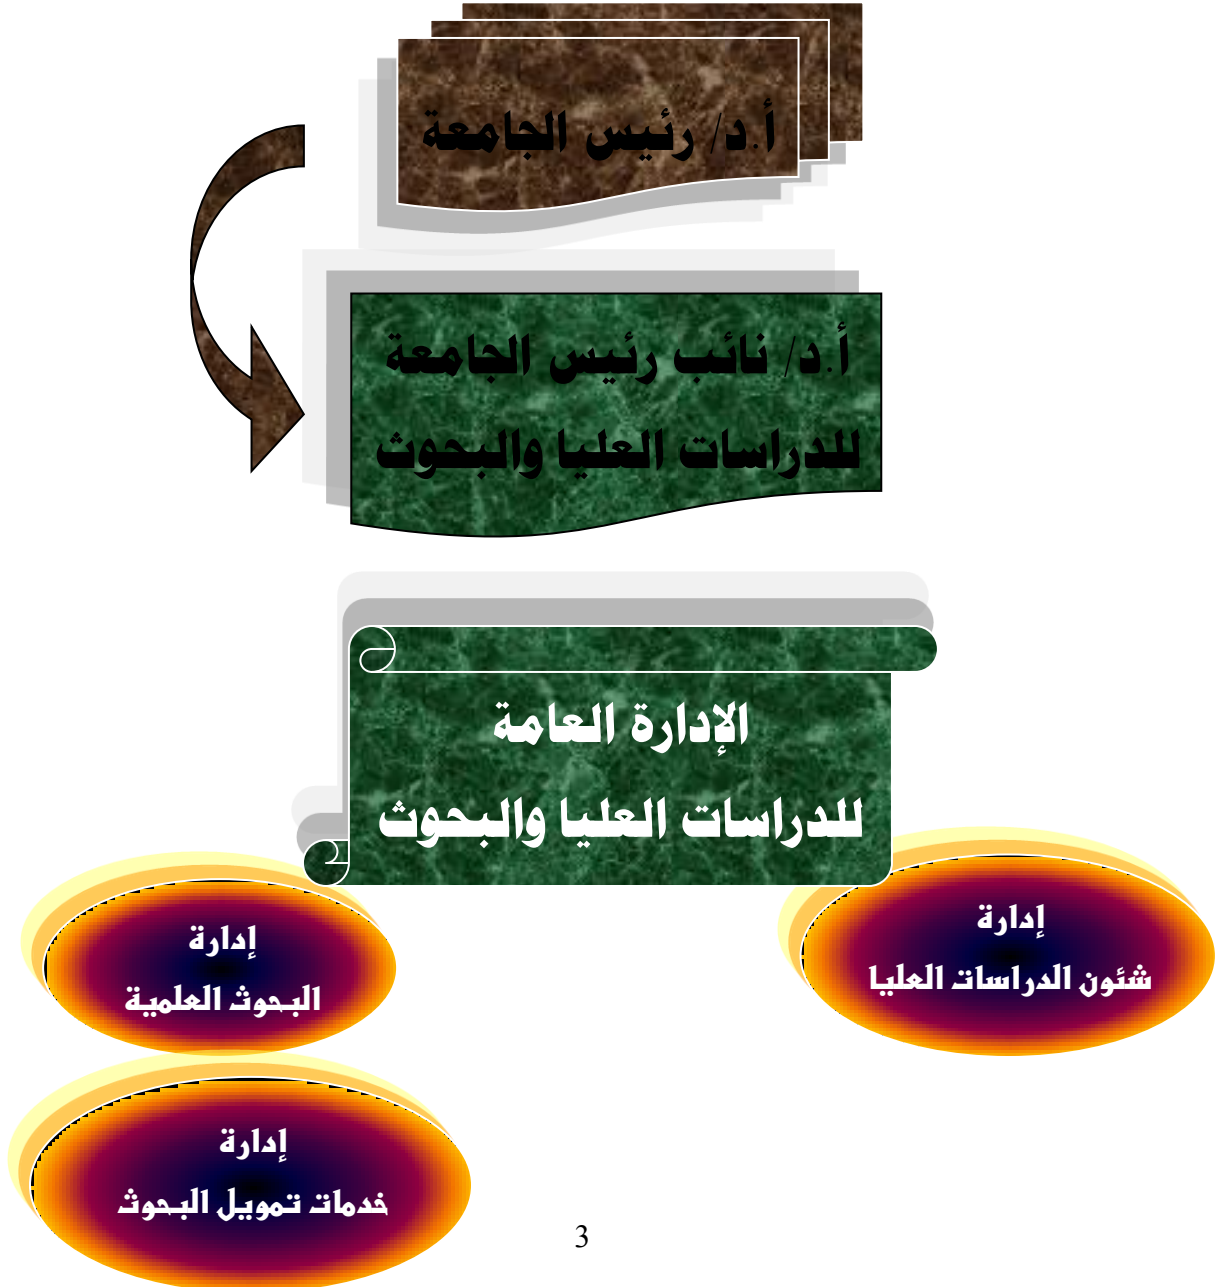 أ.د/ رئيس الجامعة
أ.د/ نائب رئيس الجامعة
للدراسات العليا والبحوث
الإدارة العامة
للدراسات العليا والبحوث
إدارة
شئون الدراسات العليا
إدارة
البحوث العلمية
إدارة
خدمات تمويل البحوث
3